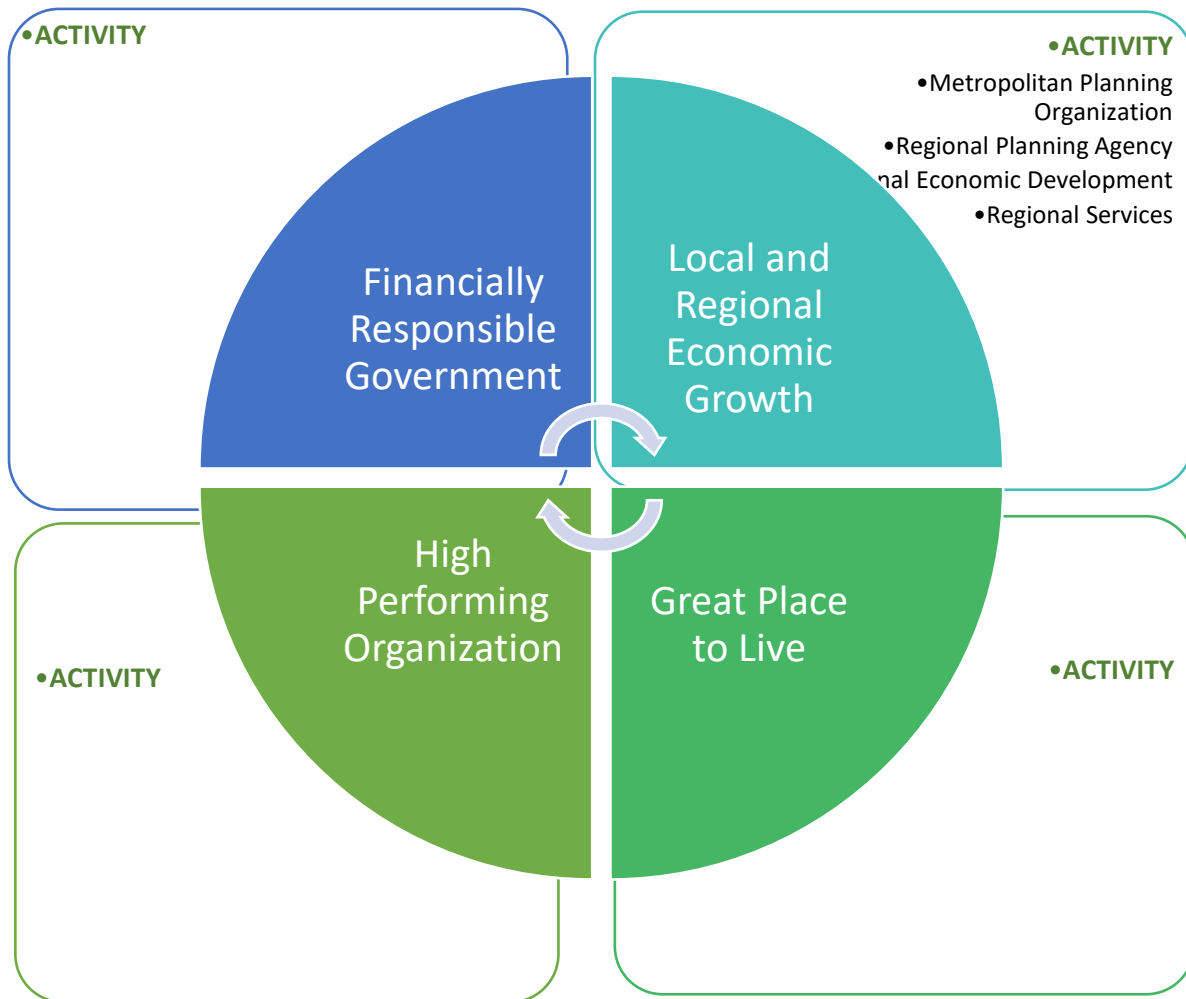 •ACTIVITY
•ACTIVITY
•Metropolitan Planning
Organization
•Regional Planning Agency
nal Economic Development
•Regional Services
Financially
Responsible
Government
Local and
Regional
Economic
Growth
High
Performing
Organization
Great Place
to Live
•ACTIVITY
•ACTIVITY